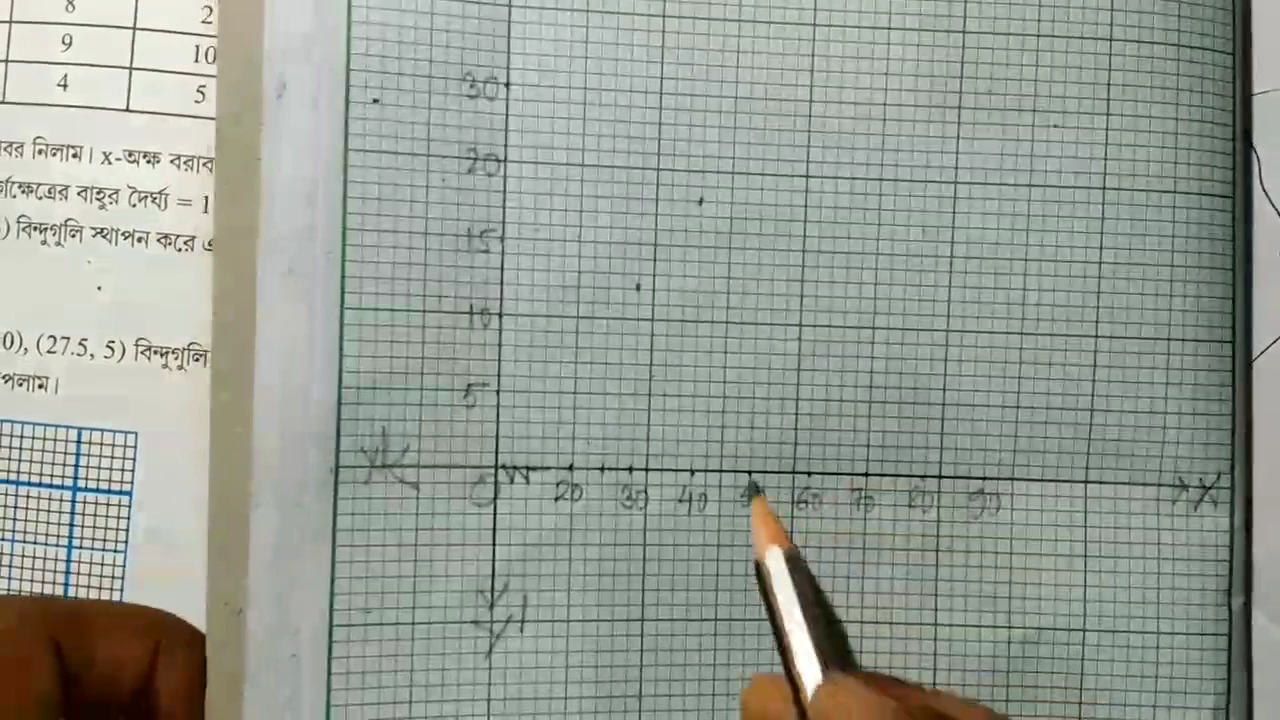 8 2
9 10
4 5
নিলাম। x-অক্ষ বরাব
বাহুর দৈর্ঘ্য = 1
) বিন্দুগুলি স্থাপন করে
0), (27.5, 5) বিন্দুগুলি
পেলাম।
30
20
15
10
5
O 20 30 40 60 70 80 90 X